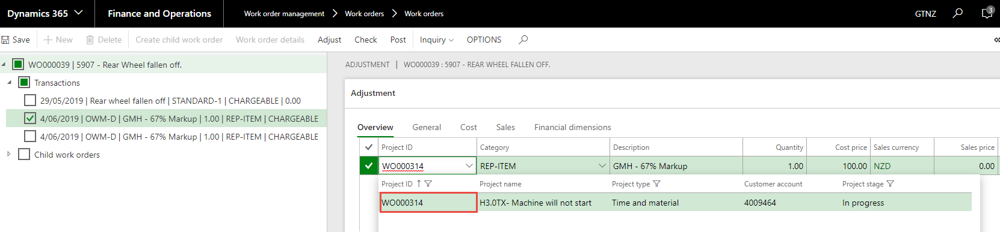 Dynamics 365 Finance and Operations Work order management Work orders Work orders GTNZ 3
Save New Delete Create child work order Work order details Adjust Check Post Inquiry OPTIONS
WO000039 | 5907 - Rear Wheel fallen off.
Transactions
29/05/2019 | Rear wheel fallen off | STANDARD-1 | CHARGEABLE | 0.00
4/06/2019 | OWM-D | GMH - 67% Markup | 1.00 | REP-ITEM | CHARGEABLE
4/06/2019 | OWM-D | GMH - 67% Markup | 1.00 | REP-ITEM | CHARGEABLE
Child work orders
ADJUSTMENT | WO000039 : 5907 - REAR WHEEL FALLEN OFF.
Adjustment
Overview General Cost Sales Financial dimensions
Project ID Category Description Quantity Cost price Sales currency Sales price
WO000314 REP-ITEM GMH - 67% Markup 1.00 100.00 NZD 0.00
Project ID Project name Project type Customer account Project stage
WO000314 H3.0TX- Machine will not start Time and material 4009464 In progress